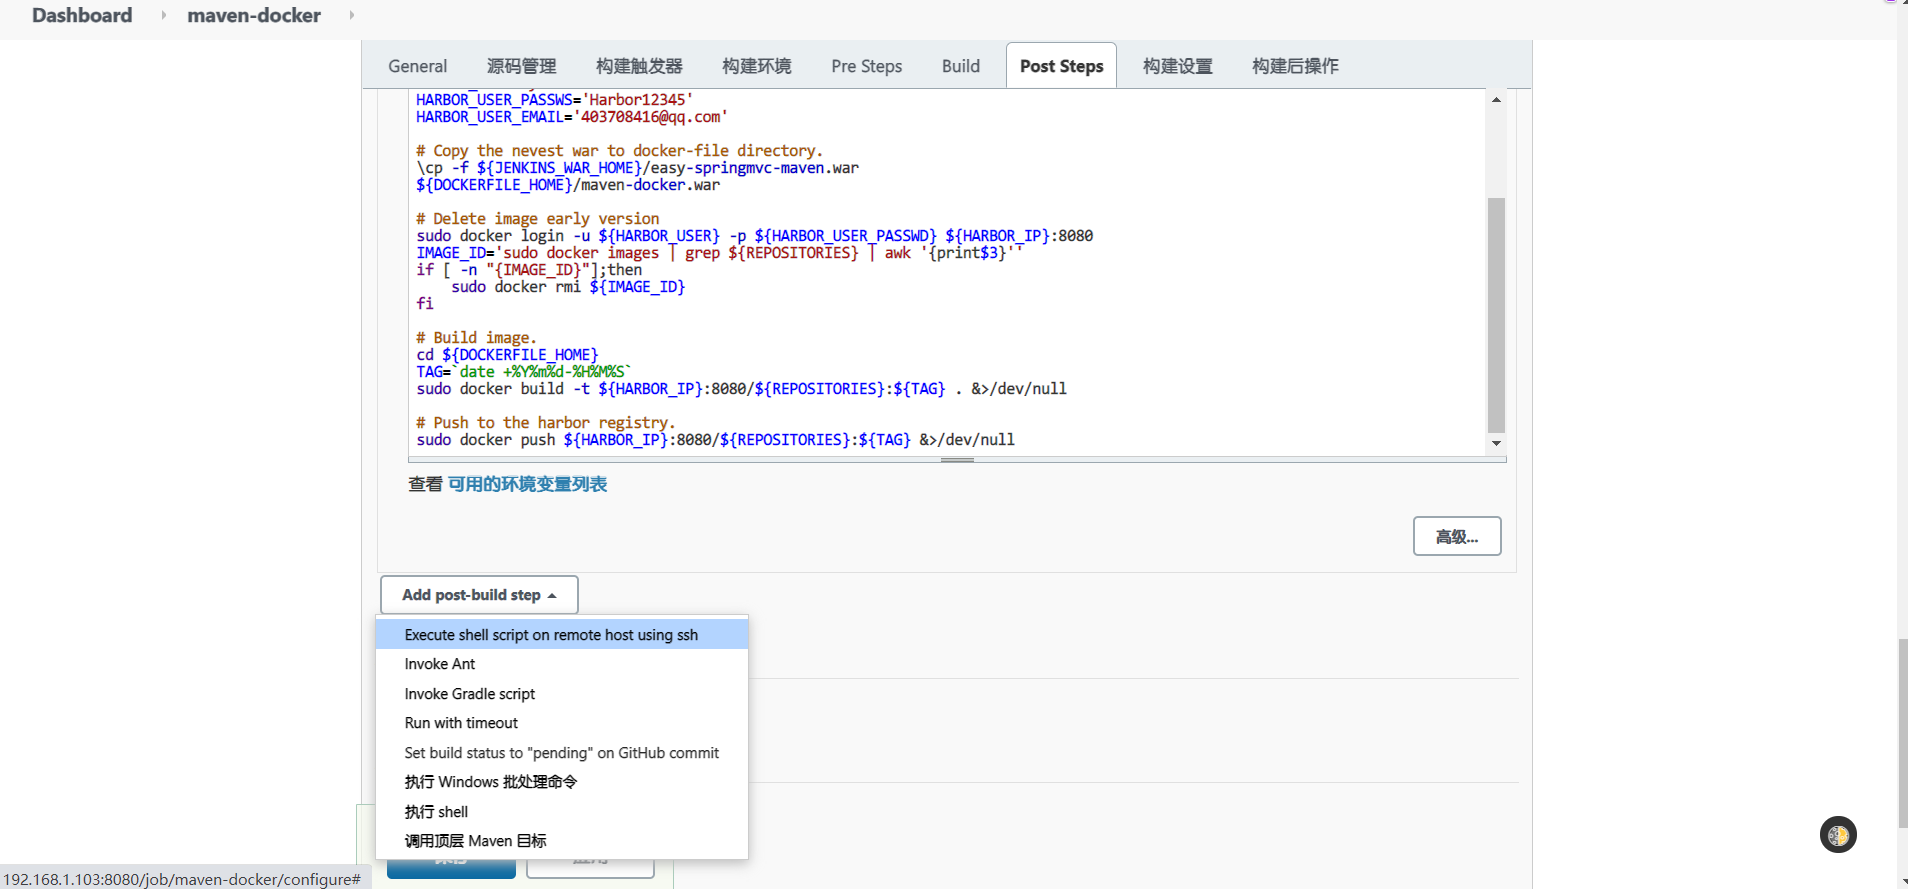 Dashboard maven-docker
General 源码管理 构建触发器 构建环境 Pre Steps Build Post Steps 构建设置 构建后操作
HARBOR_USER_PASSWS='Harbor12345'
HARBOR_USER_EMAIL='403708416@qq.com'
# Copy the nevest war to docker-file directory.
\cp -f ${JENKINS_WAR_HOME}/easy-springmvc-maven.war
${DOCKERFILE_HOME}/maven-docker.war
# Delete image early version
sudo docker login -u ${HARBOR_USER} -p ${HARBOR_USER_PASSWD} ${HARBOR_IP}:8080
IMAGE_ID='sudo docker images | grep ${REPOSITORIES} | awk '{print$3}''
if [ -n "{IMAGE_ID}"];then
sudo docker rmi ${IMAGE_ID}
fi
# Build image.
cd ${DOCKERFILE_HOME}
TAG=`date +%Y%m%d-%H%M%S`
sudo docker build -t ${HARBOR_IP}:8080/${REPOSITORIES}:${TAG} . &>/dev/null
# Push to the harbor registry.
sudo docker push ${HARBOR_IP}:8080/${REPOSITORIES}:${TAG} &>/dev/null
查看 可用的环境变量列表
高级...
Add post-build step
Execute shell script on remote host using ssh
Invoke Ant
Invoke Gradle script
Run with timeout
Set build status to "pending" on GitHub commit
执行 Windows 批处理命令
执行 shell
调用顶层 Maven 目标
192.168.1.103:8080/job/maven-docker/configure#